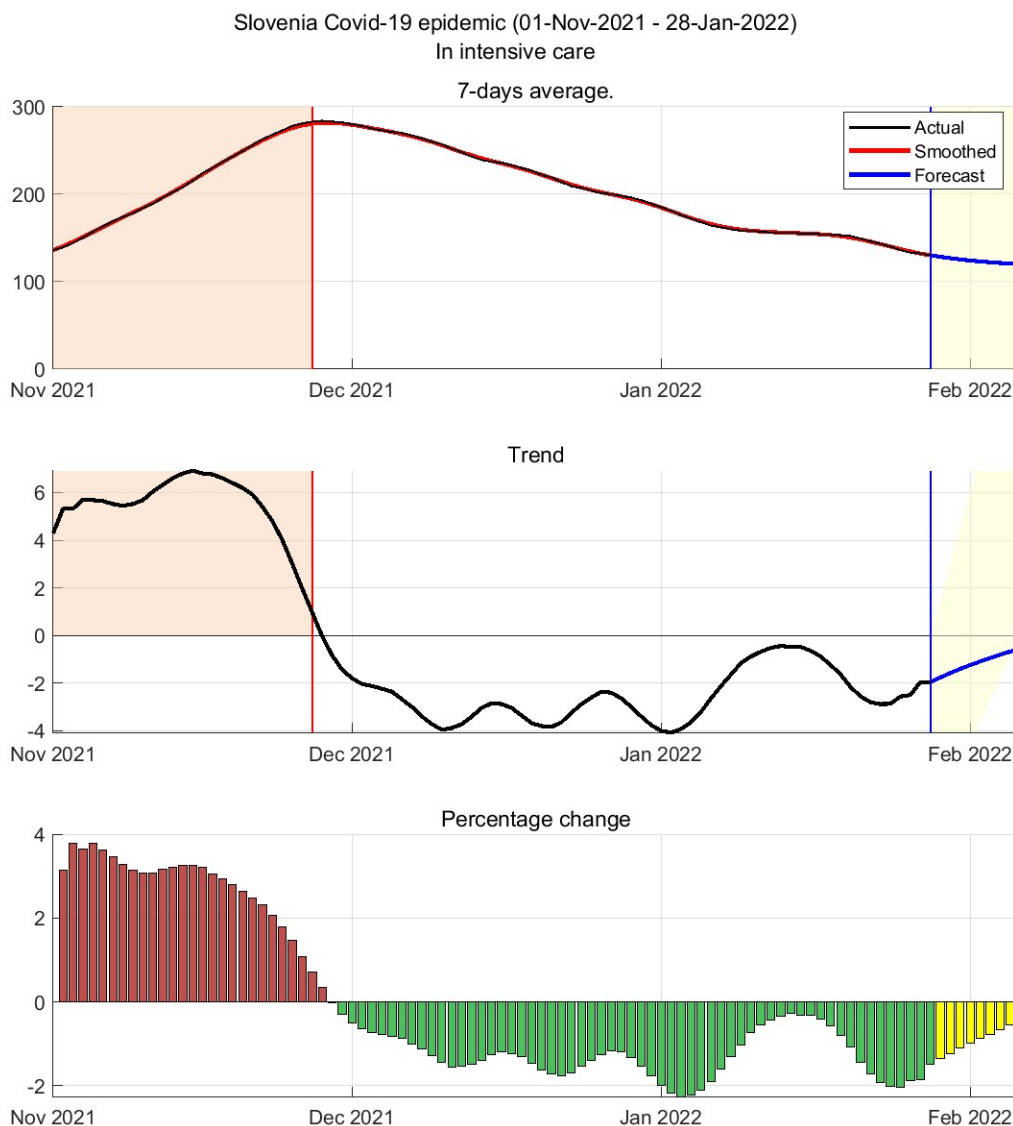 Slovenia Covid-19 epidemic (01-Nov-2021 - 28-Jan-2022)
In intensive care
7-days average.
300
200
100
0
Actual
Smoothed
Forecast
Nov 2021
Dec 2021
Jan 2022
Feb 2022
Trend
6
4
2
0
-2
-4
Nov 2021
Dec 2021
Jan 2022
Feb 2022
Percentage change
4
2
0
-2
Nov 2021
Dec 2021
Jan 2022
Feb 2022